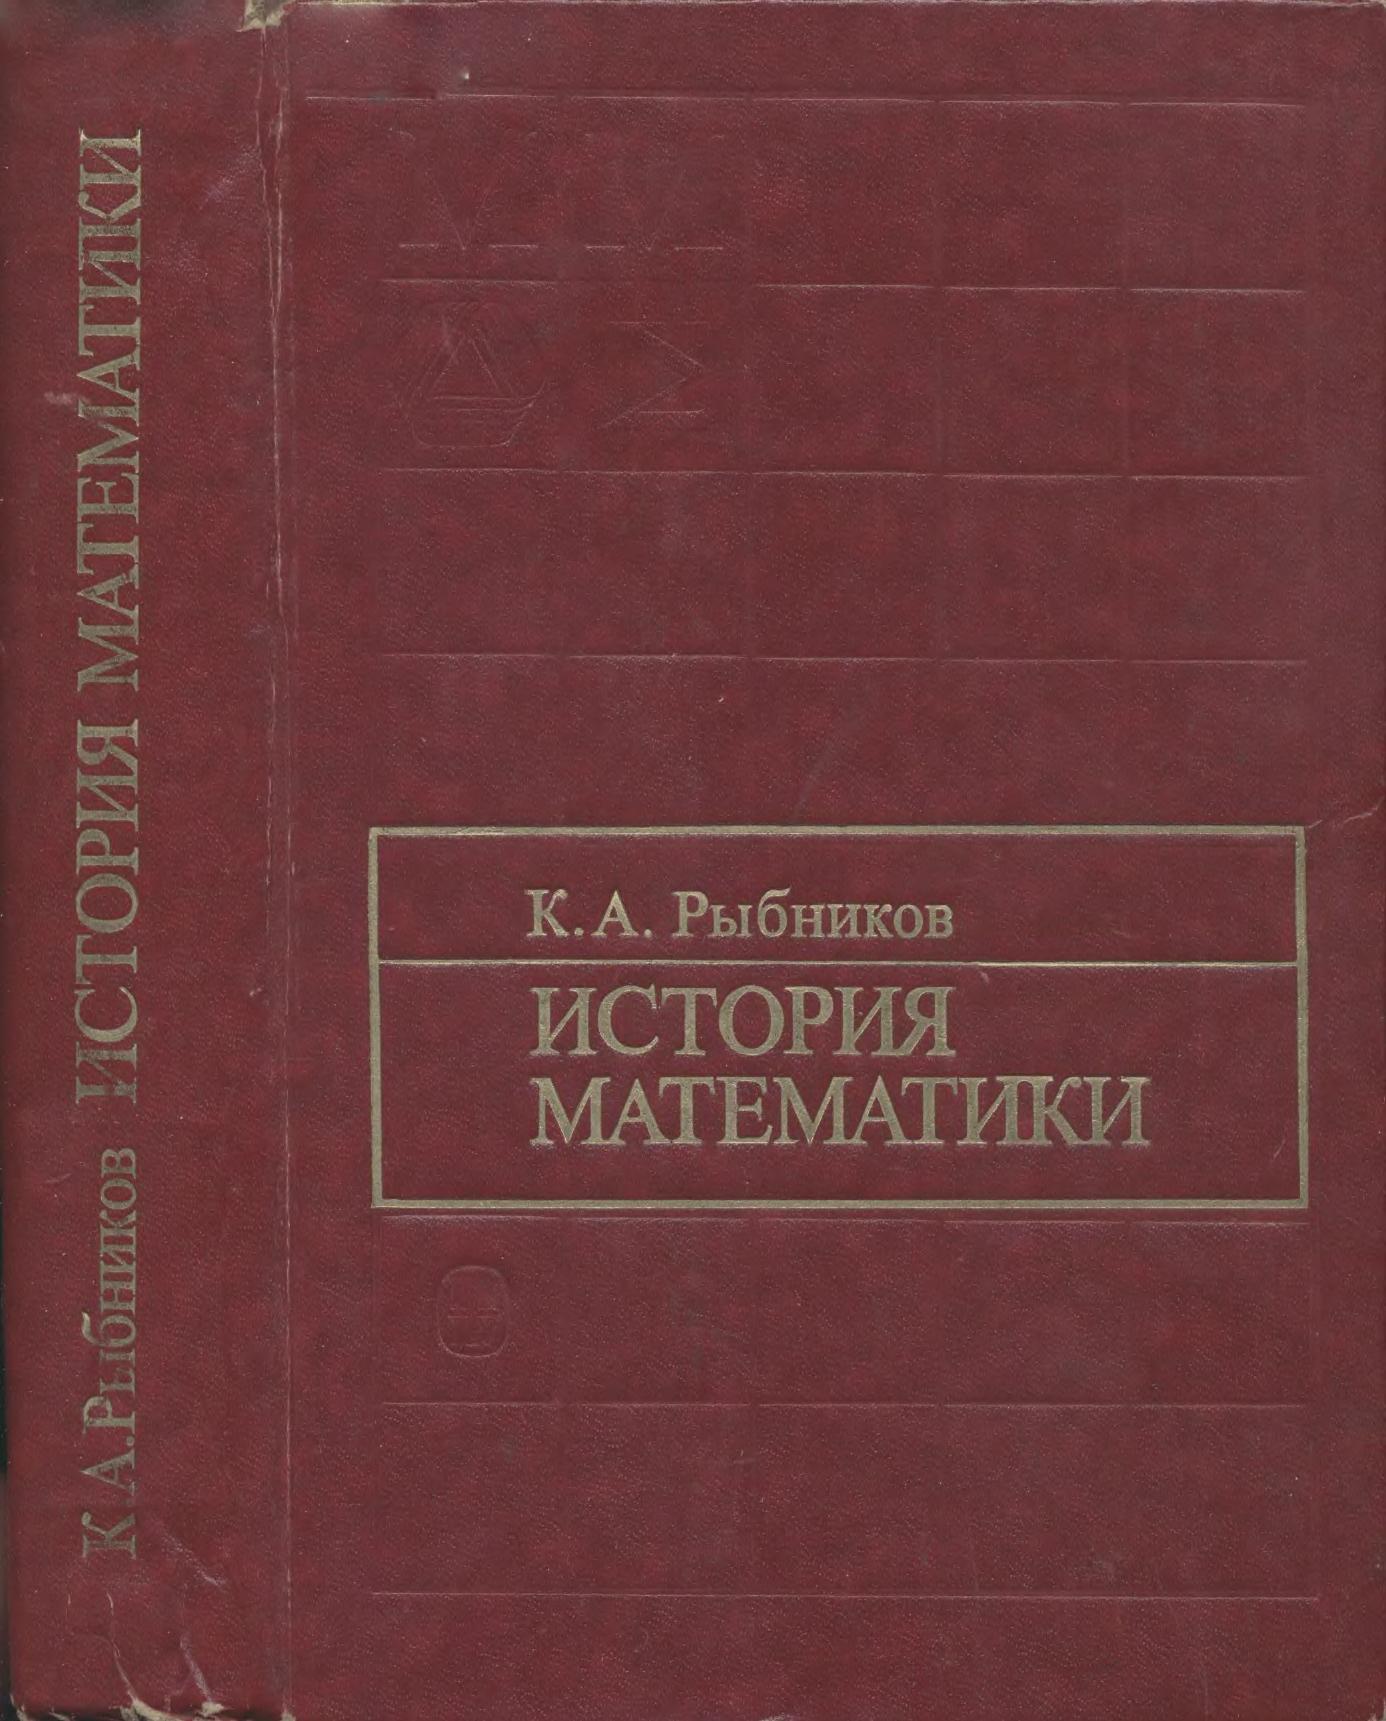 К. А. Рыбников ИСТОРИЯ МАТЕМАТИКИ
К. А. Рыбников
ИСТОРИЯ
МАТЕМАТИКИ